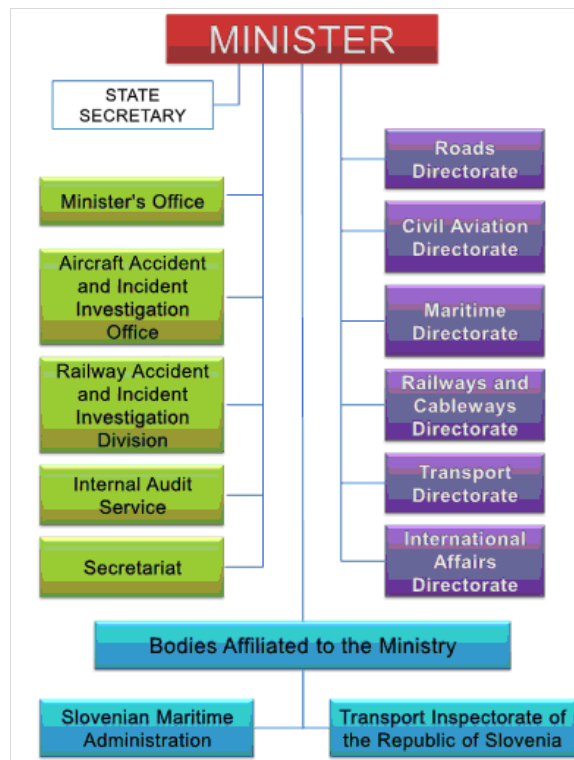 MINISTER
STATE
SECRETARY
Minister's Office
Aircraft Accident
and Incident
Investigation
Office
Railway Accident
and Incident
Investigation
Division
Internal Audit
Service
Secretariat
Roads
Directorate
Civil Aviation
Directorate
Maritime
Directorate
Railways and
Cableways
Directorate
Transport
Directorate
International
Affairs
Directorate
Bodies Affiliated to the Ministry
Slovenian Maritime
Administration
Transport Inspectorate of
the Republic of Slovenia